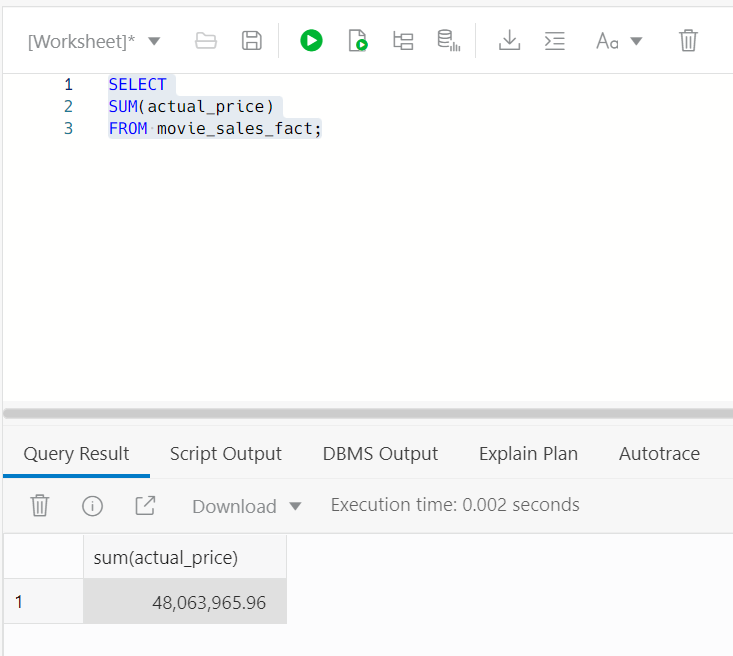 [Worksheet]*
Aa
1 SELECT
2 SUM(actual_price)
3 FROM movie_sales_fact;
Query Result Script Output DBMS Output Explain Plan Autotrace
Download Execution time: 0.002 seconds
sum(actual_price)
1 48,063,965.96